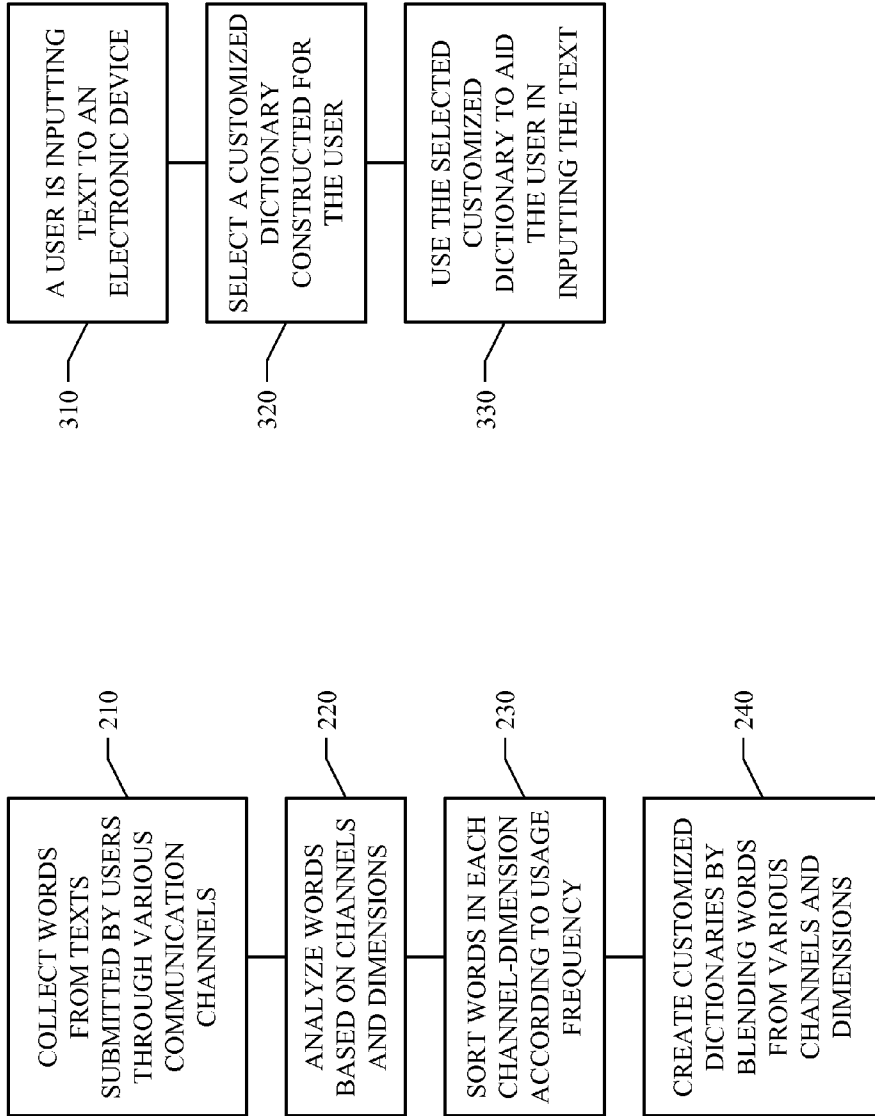 COLLECT WORDS
FROM TEXTS
SUBMITTED BY USERS
THROUGH VARIOUS
COMMUNICATION
CHANNELS
210
ANALYZE WORDS
BASED ON CHANNELS
AND DIMENSIONS
220
SORT WORDS IN EACH
CHANNEL-DIMENSION
ACCORDING TO USAGE
FREQUENCY
230
CREATE CUSTOMIZED
DICTIONARIES BY
BLENDING WORDS
FROM VARIOUS
CHANNELS AND
DIMENSIONS
240
310
A USER IS INPUTTING
TEXT TO AN
ELECTRONIC DEVICE
320
SELECT A CUSTOMIZED
DICTIONARY
CONSTRUCTED FOR
THE USER
330
USE THE SELECTED
CUSTOMIZED
DICTIONARY TO AID
THE USER IN
INPUTTING THE TEXT